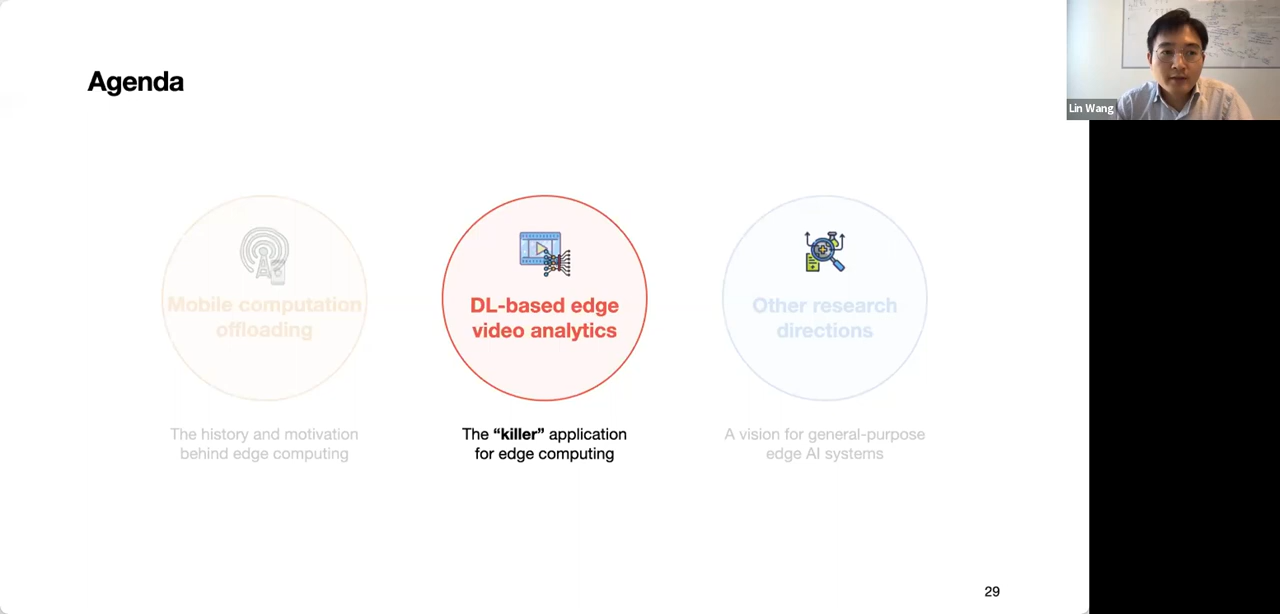 Agenda
Lin Wang
Mobile computation
offloading
DL-based edge
video analytics
Other research
directions
The history and motivation
behind edge computing
The “killer” application
for edge computing
A vision for general-purpose
edge AI systems
29